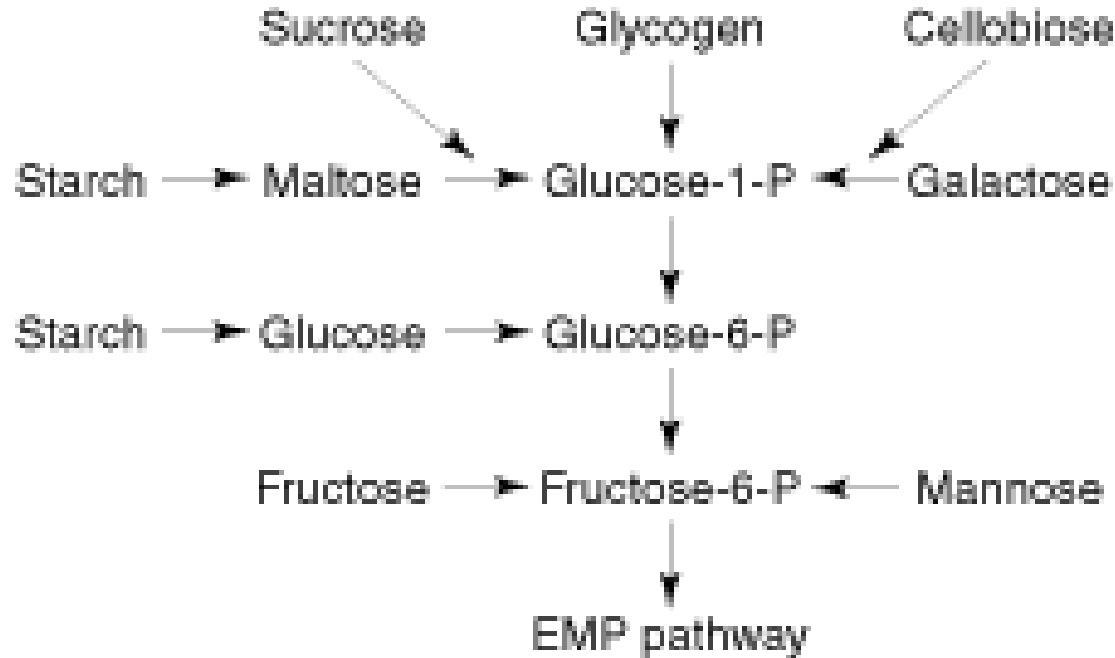 Sucrose Glycogen Cellobiose
Starch Maltose Glucose-1-P Galactose
Starch Glucose Glucose-6-P
Fructose Fructose-6-P Mannose
EMP pathway